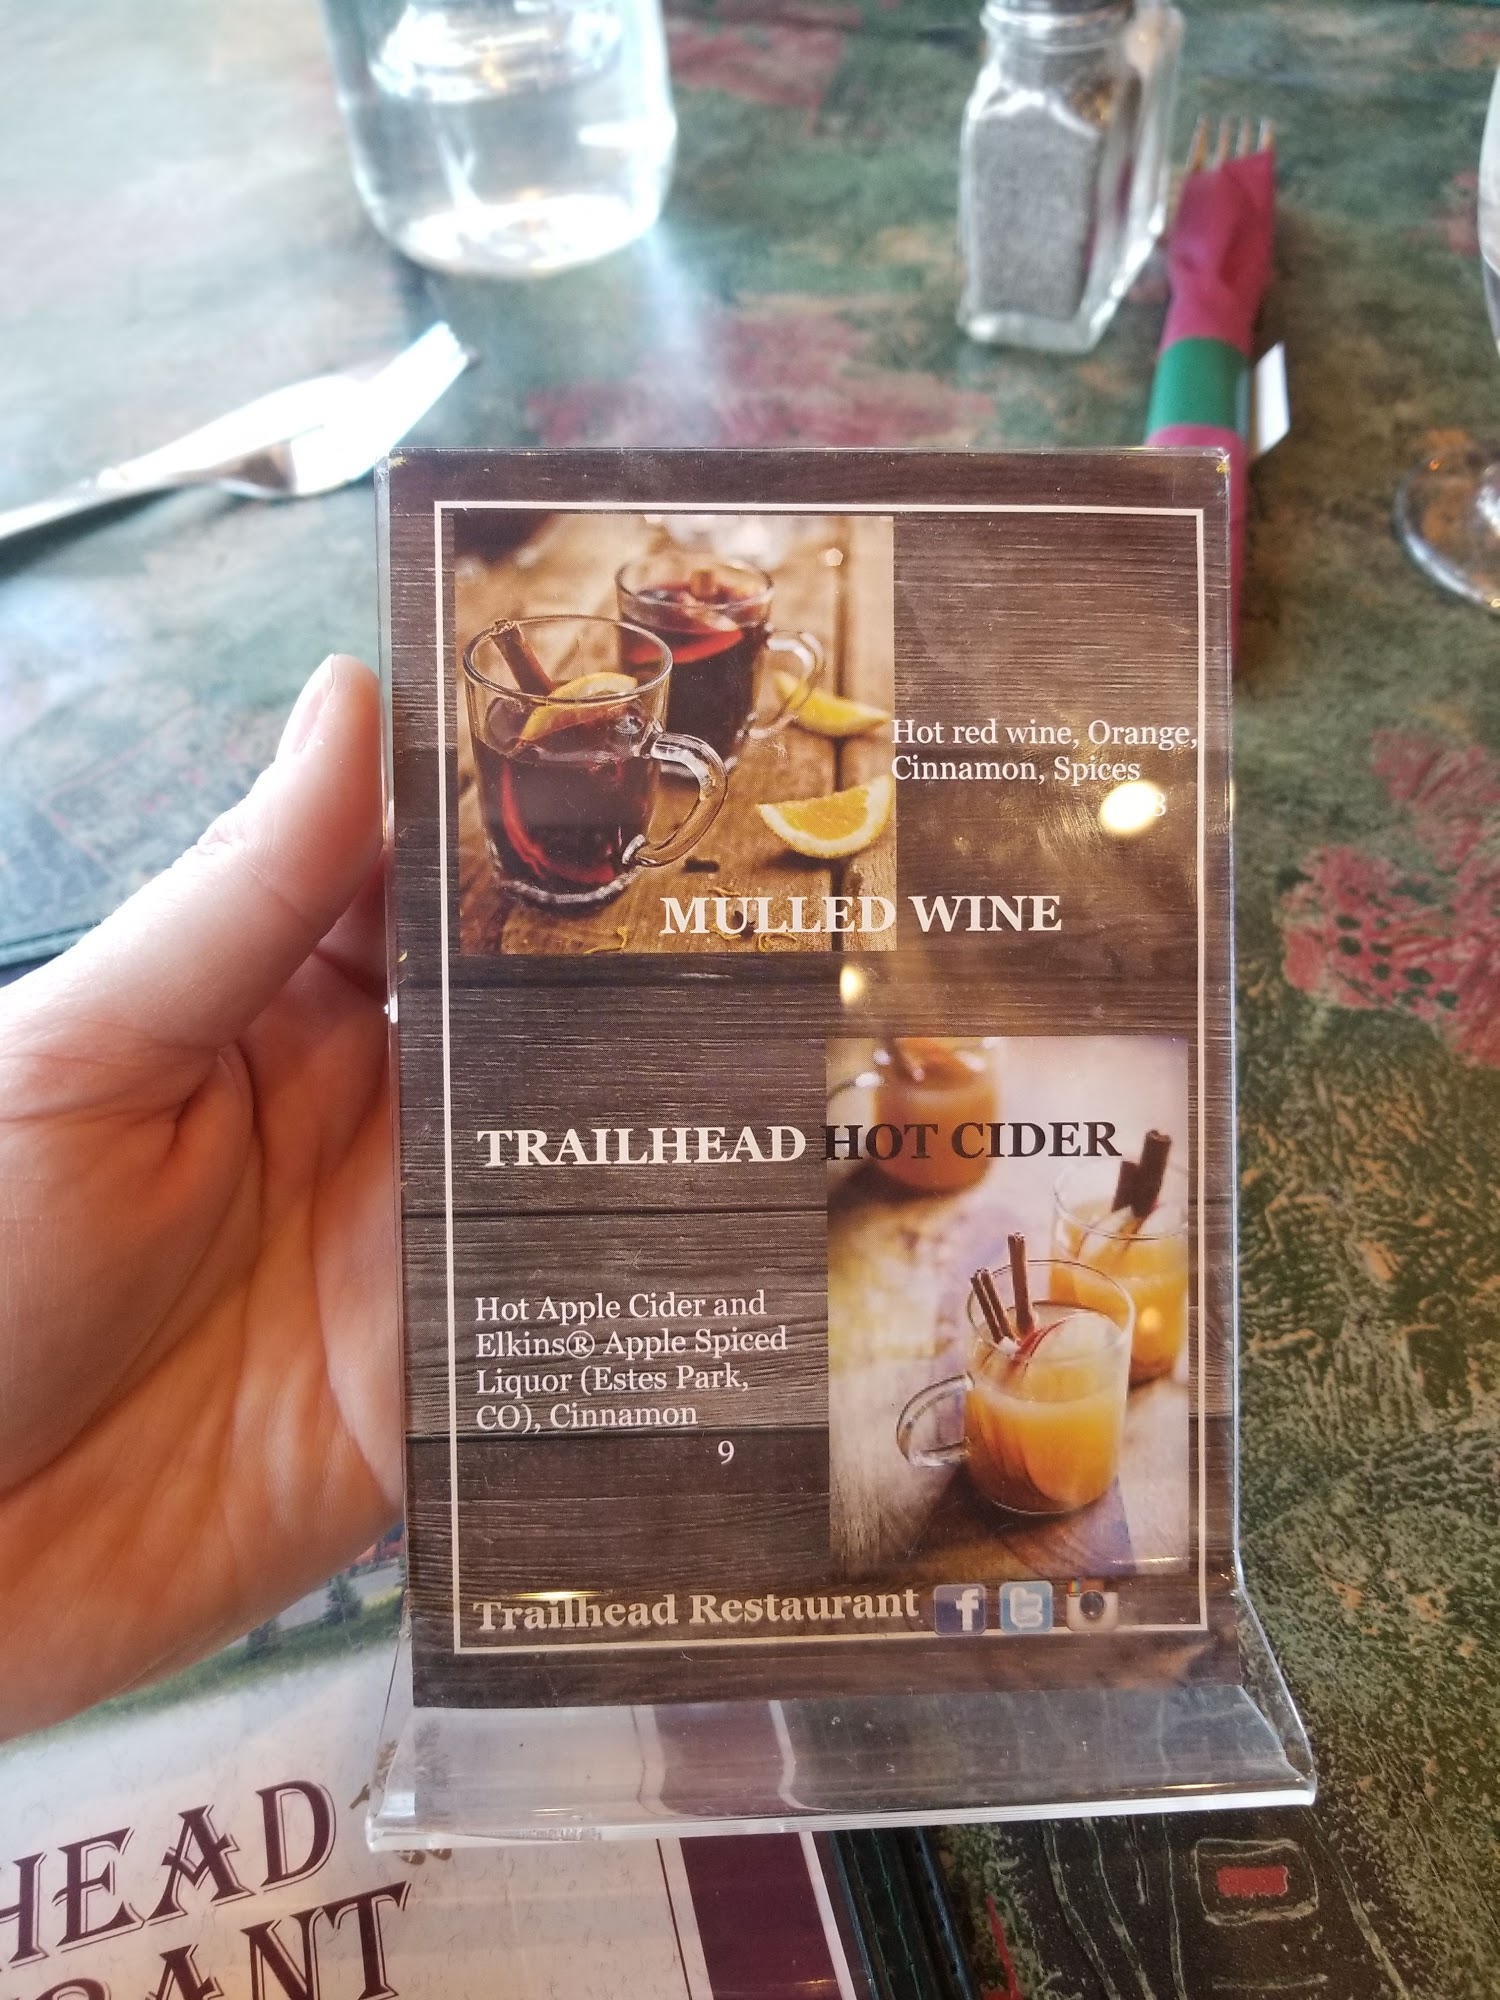 Hot red wine, Orange,
Cinnamon, Spices
MULLED WINE
TRAILHEAD HOT CIDER
Hot Apple Cider and
Elkins® Apple Spiced
Liquor (Estes Park,
CO), Cinnamon
9
Trailhead Restaurant
HEAD